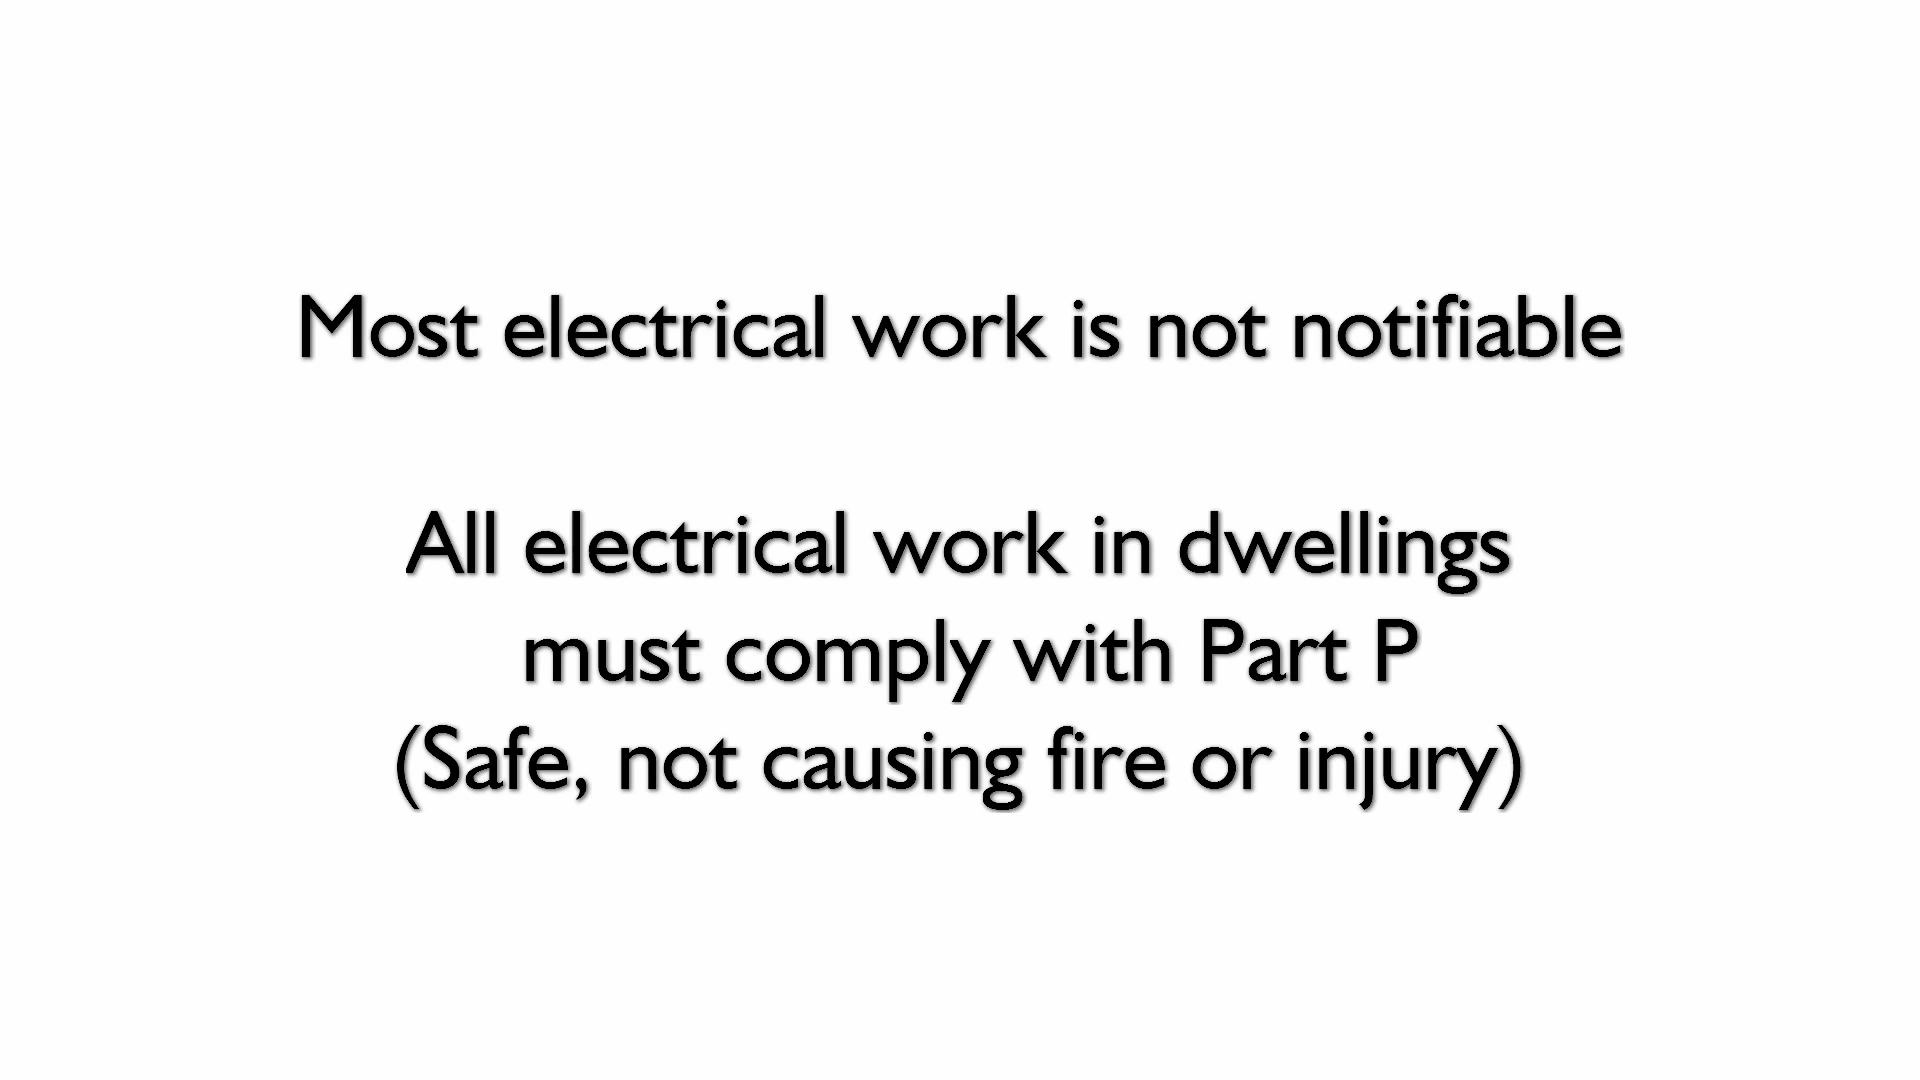 Most electrical work is not notifiable
All electrical work in dwellings
must comply with Part P
(Safe, not causing fire or injury)